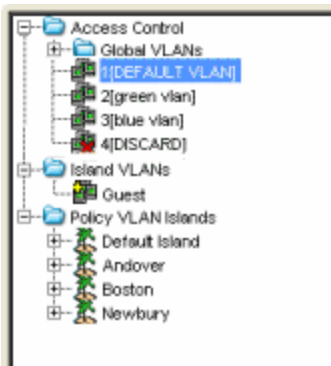 Access Control
Global VLANs
1[DEFAULT VLAN]
2[green vlan]
3[blue vlan]
4[DISCARD]
Island VLANs
Guest
Policy VLAN Islands
Default Island
Andover
Boston
Newbury